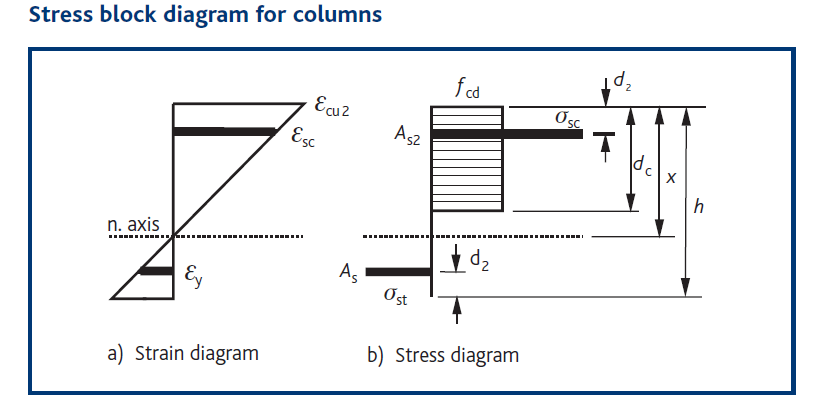 Stress block diagram for columns
εcu2
εsc
n. axis
εy
a) Strain diagram
fcd
d2
As2
σsc
dc
x
h
d2
As
σst
b) Stress diagram